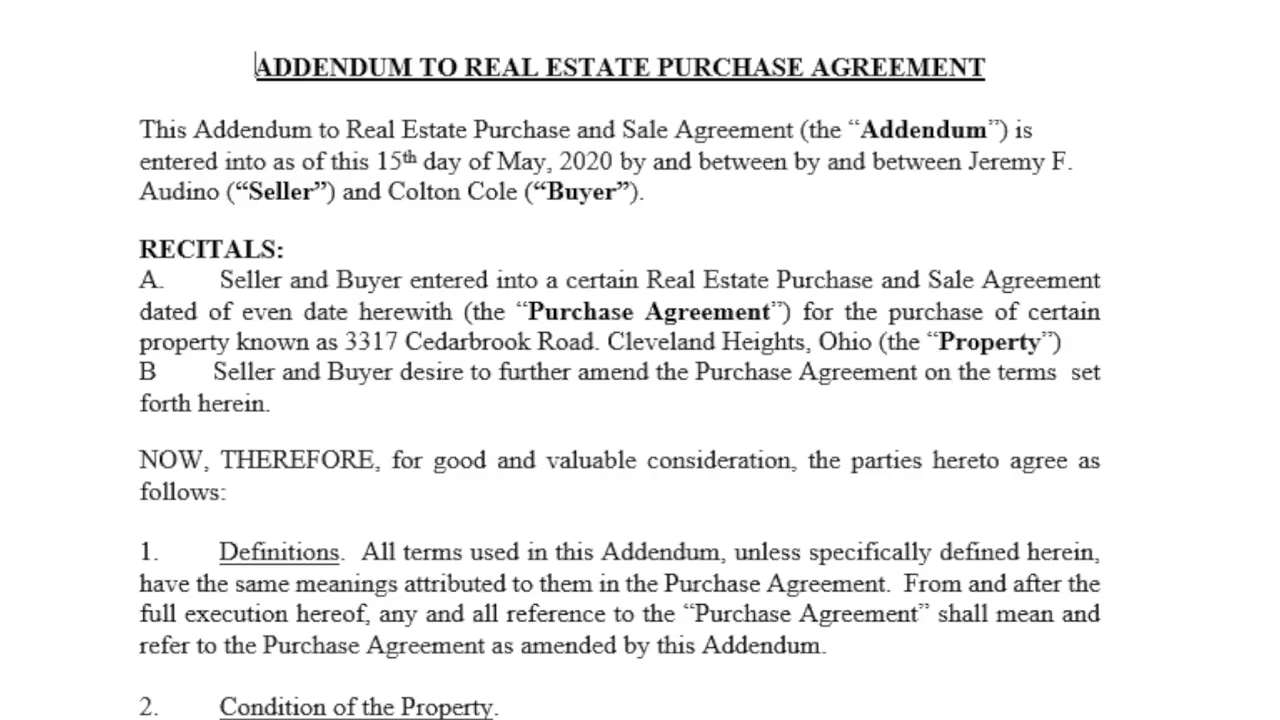 ADDENDUM TO REAL ESTATE PURCHASE AGREEMENT
This Addendum to Real Estate Purchase and Sale Agreement (the “Addendum”) is
entered into as of this 15th day of May, 2020 by and between by and between Jeremy F.
Audino (“Seller”) and Colton Cole (“Buyer”).
RECITALS:
A. Seller and Buyer entered into a certain Real Estate Purchase and Sale Agreement
dated of even date herewith (the “Purchase Agreement”) for the purchase of certain
property known as 3317 Cedarbrook Road. Cleveland Heights, Ohio (the “Property”)
B Seller and Buyer desire to further amend the Purchase Agreement on the terms set
forth herein.
NOW, THEREFORE, for good and valuable consideration, the parties hereto agree as
follows:
1. Definitions. All terms used in this Addendum, unless specifically defined herein,
have the same meanings attributed to them in the Purchase Agreement. From and after the
full execution hereof, any and all reference to the “Purchase Agreement” shall mean and
refer to the Purchase Agreement as amended by this Addendum.
2. Condition of the Property.